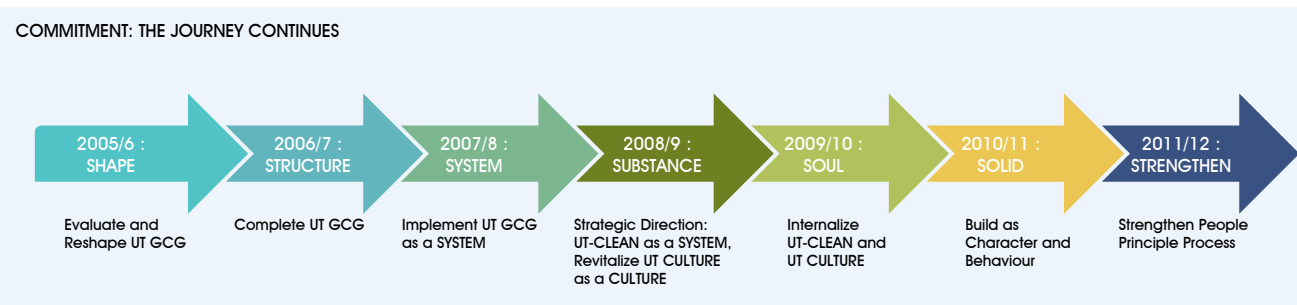 COMMITMENT: THE JOURNEY CONTINUES
2005/6 :
SHAPE
2006/7 :
STRUCTURE
2007/8 :
SYSTEM
2008/9 :
SUBSTANCE
2009/10 :
SOUL
2010/11 :
SOLID
2011/12 :
STRENGTHEN
Evaluate and
Reshape UT GCG
Complete UT GCG
Implement UT GCG
as a SYSTEM
Strategic Direction:
UT-CLEAN as a SYSTEM,
Revitalize UT CULTURE
as a CULTURE
Internalize
UT-CLEAN and
UT CULTURE
Build as
Character and
Behaviour
Strengthen People
Principle Process